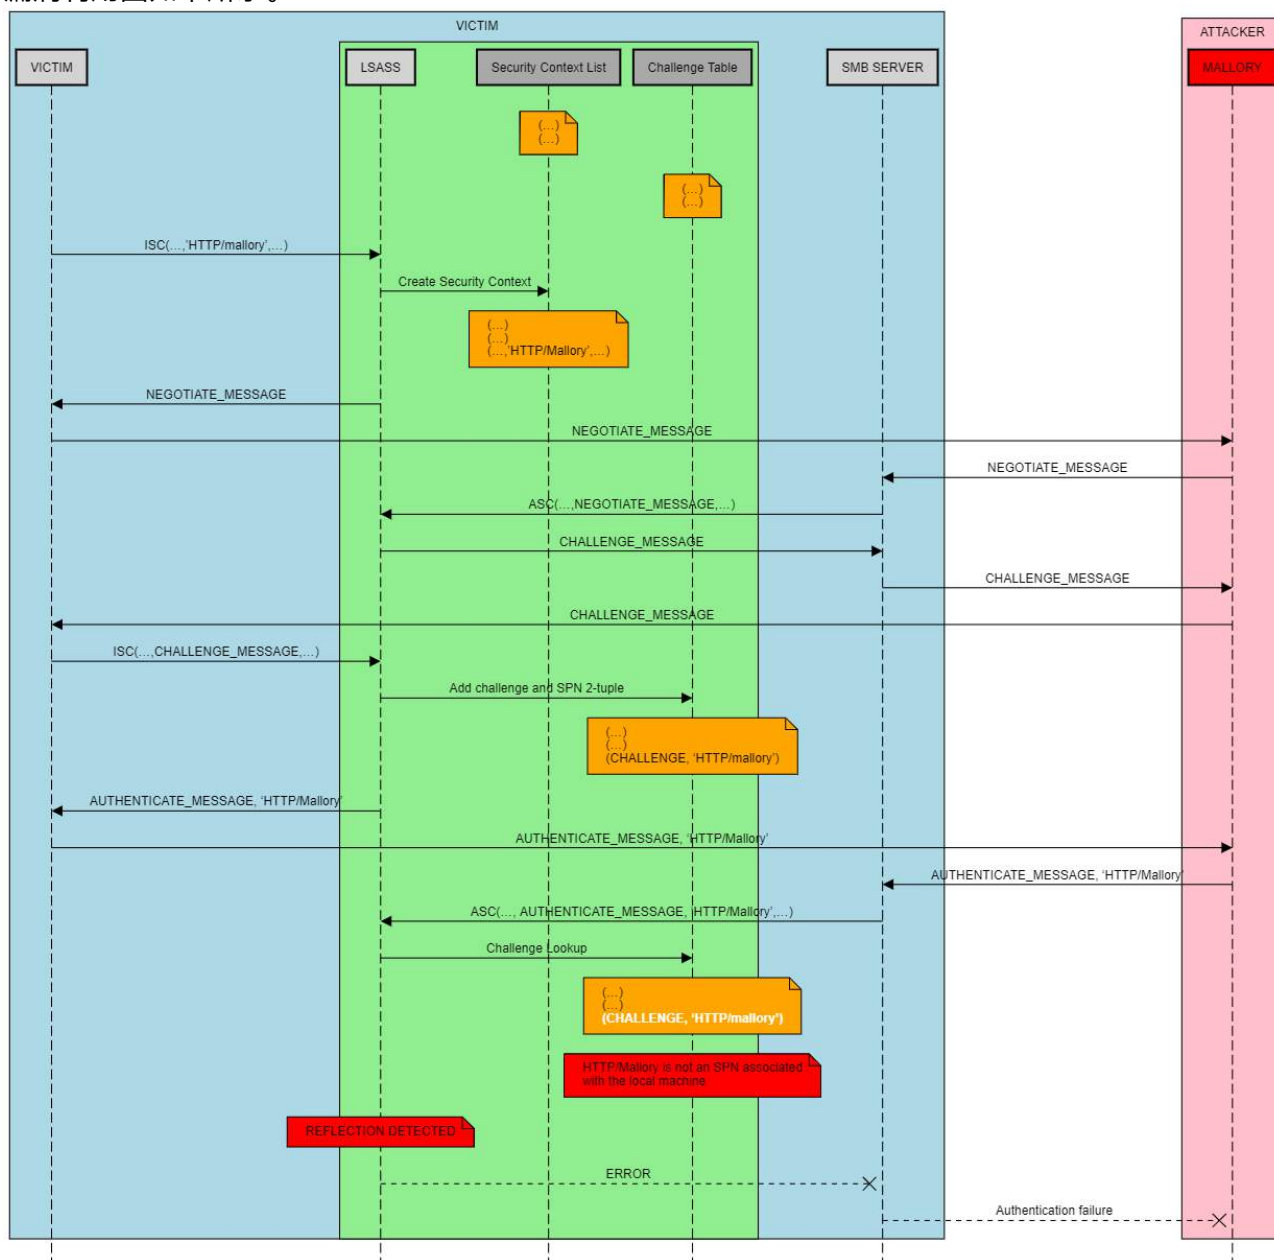 VICTIM
ATTACKER
VICTIM
LSASS
Security Context List
Challenge Table
SMB SERVER
MALLORY
(...)
(...)
(...)
(...)
ISC(...,'HTTP/mallory',...)
Create Security Context
(...)
(...)
(...,'HTTP/Mallory',...)
NEGOTIATE_MESSAGE
NEGOTIATE_MESSAGE
NEGOTIATE_MESSAGE
ASC(...,NEGOTIATE_MESSAGE,...)
CHALLENGE_MESSAGE
CHALLENGE_MESSAGE
CHALLENGE_MESSAGE
ISC(...,CHALLENGE_MESSAGE,...)
Add challenge and SPN 2-tuple
(...)
(...)
(CHALLENGE, ‘HTTP/mallory’)
AUTHENTICATE_MESSAGE, ‘HTTP/Mallory’
AUTHENTICATE_MESSAGE, ‘HTTP/Mallory’
AUTHENTICATE_MESSAGE, ‘HTTP/Mallory’
ASC(..., AUTHENTICATE_MESSAGE, ‘HTTP/Mallory’,...)
Challenge Lookup
(...)
(...)
(CHALLENGE, ‘HTTP/mallory’)
HTTP/Mallory is not an SPN associated
with the local machine
REFLECTION DETECTED
ERROR
Authentication failure